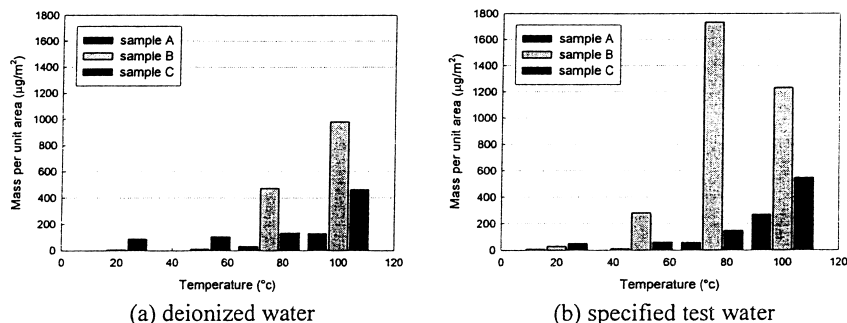 1800
1600
1400
1200
1000
800
600
400
200
0
Mass per unit area (µg/m²)
sample A
sample B
sample C
0 20 40 60 80 100 120
Temperature (°c)
(a) deionized water
1800
1600
1400
1200
1000
800
600
400
200
0
Mass per unit area (µg/m²)
sample A
sample B
sample C
0 20 40 60 80 100 120
Temperature (°c)
(b) specified test water